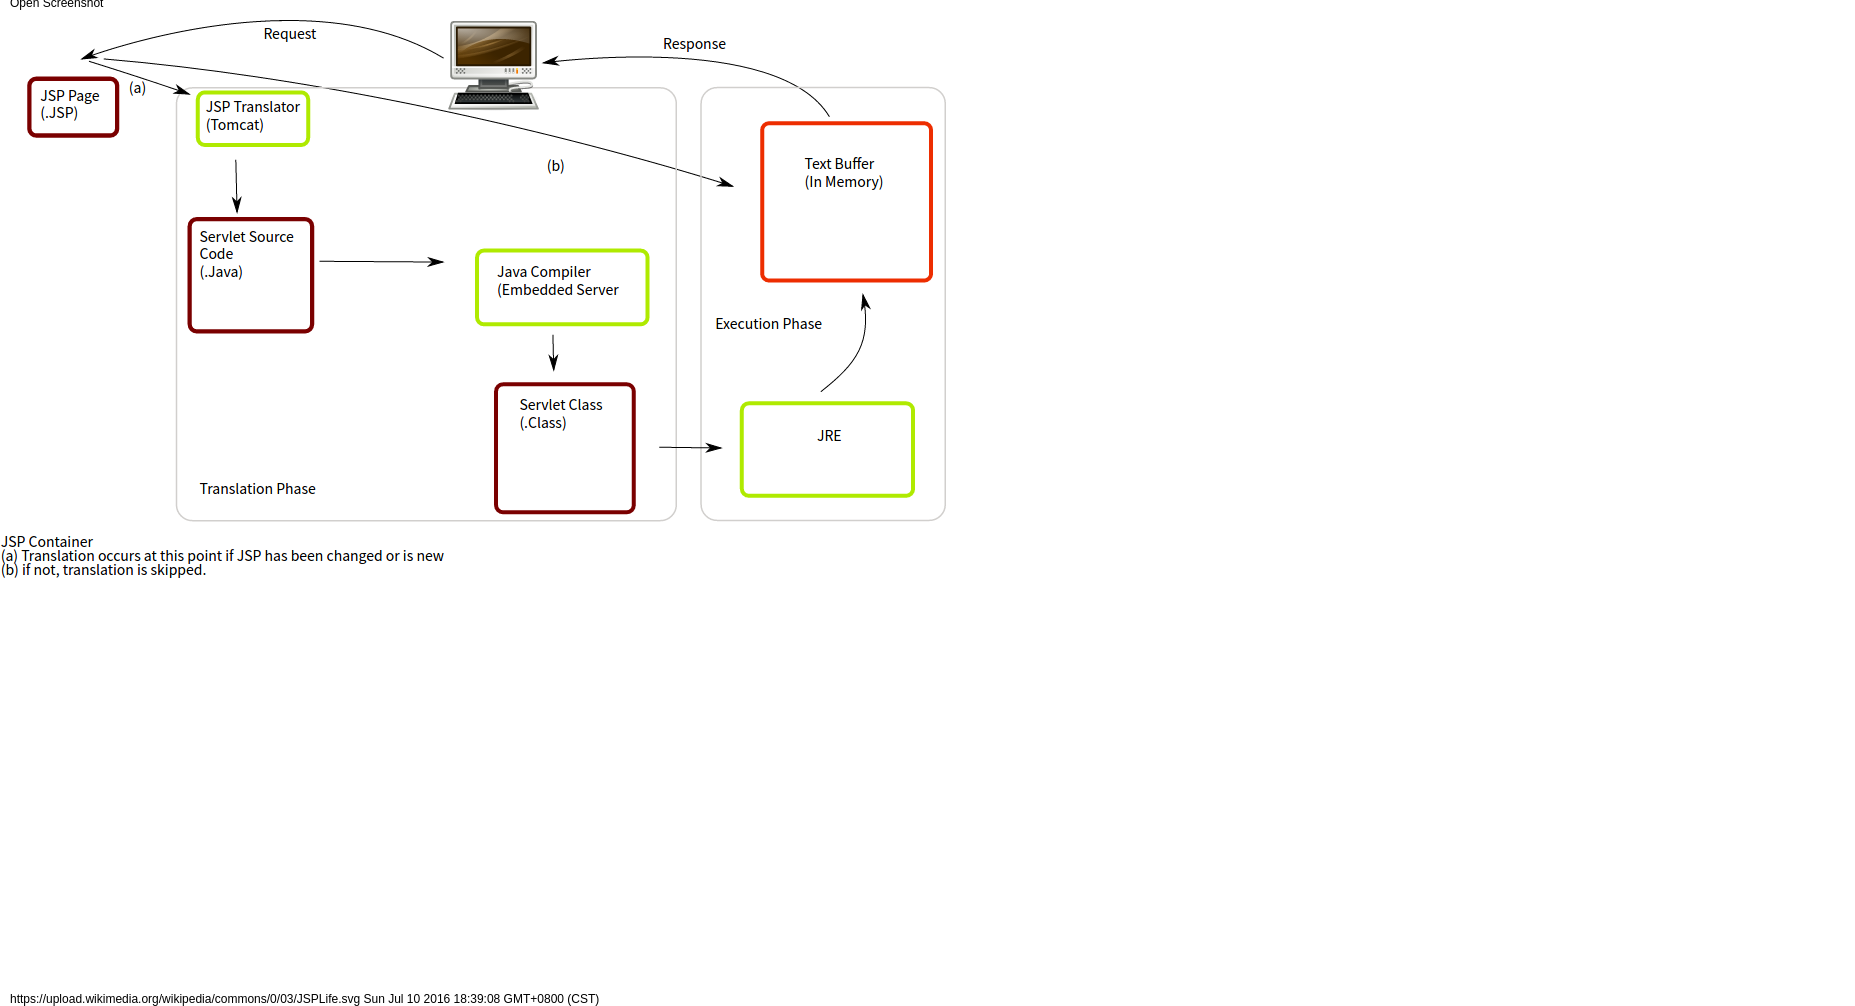 Open Screenshot
Request
Response
JSP Page
(.JSP)
(a)
JSP Translator
(Tomcat)
(b)
Text Buffer
(In Memory)
Servlet Source
Code
(.Java)
Java Compiler
(Embedded Server
Execution Phase
Servlet Class
(.Class)
JRE
Translation Phase
JSP Container
(a) Translation occurs at this point if JSP has been changed or is new
(b) if not, translation is skipped.
https://upload.wikimedia.org/wikipedia/commons/0/03/JSPLife.svg Sun Jul 10 2016 18:39:08 GMT+0800 (CST)